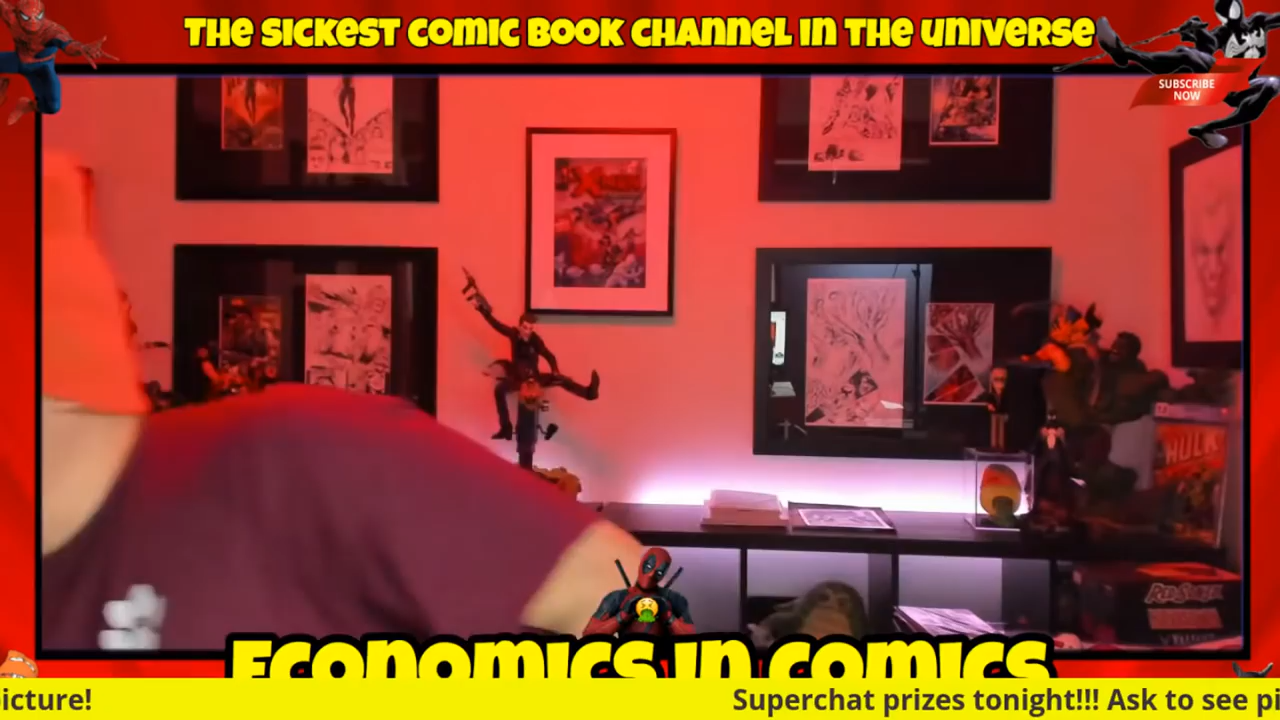 THE SICKEST COMIC BOOK CHANNEL IN THE UNIVERSE
SUBSCRIBE
NOW
HULK
ECONOMICS IN COMICS
icture!
Superchat prizes tonight!!! Ask to see pi